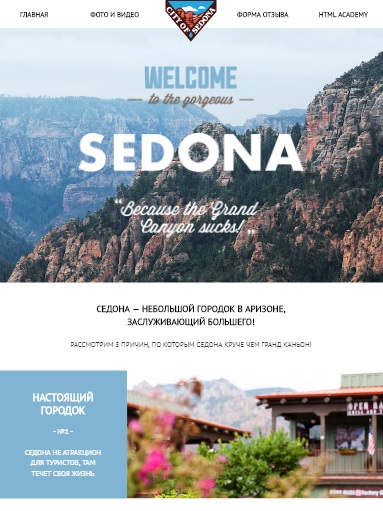 ГЛАВНАЯ
ФОТО И ВИДЕО
CITY OF SEDONA
ФОРМА ОТЗЫВА
HTML ACADEMY
WELCOME
to the gorgeous
SEDONA
"Because the Grand
Canyon sucks!"
СЕДОНА — НЕБОЛЬШОЙ ГОРОДОК В АРИЗОНЕ,
ЗАСЛУЖИВАЮЩИЙ БОЛЬШЕГО!
РАССМОТРИМ 5 ПРИЧИН, ПО КОТОРЫМ СЕДОНА КРУЧЕ ЧЕМ ГРАНД КАНЬОН!
НАСТОЯЩИЙ
ГОРОДОК
- №1 -
СЕДОНА НЕ АТРАКЦИОН
ДЛЯ ТУРИСТОВ, ТАМ
ТЕЧЕТ СВОЯ ЖИЗНЬ
OPEN